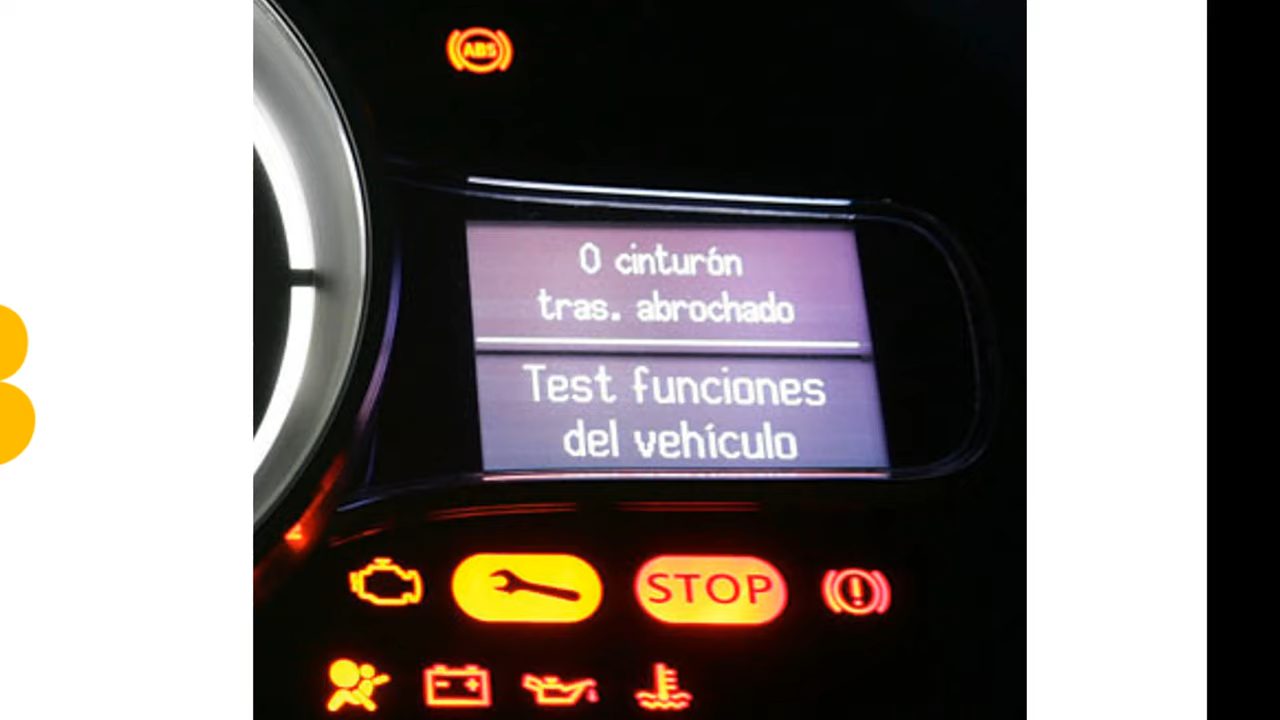 ABS
0 cinturón
tras. abrochado
Test funciones
del vehículo
STOP